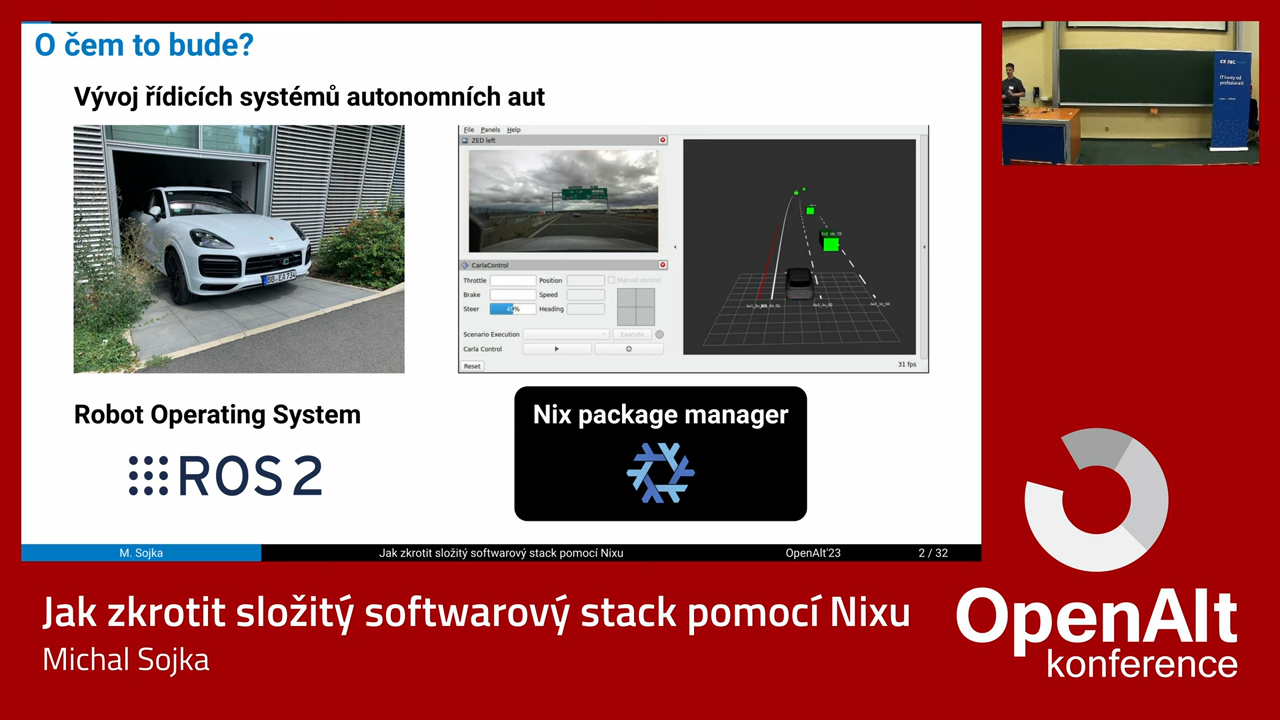 O čem to bude?
Vývoj řídicích systémů autonomních aut
File Panels Help
ZED left
CarlaControl
Throttle Position Manual control
Brake Speed
Steer Heading
Scenario Execution Execute
Carla Control
Reset
31 fps
Robot Operating System
ROS 2
Nix package manager
M. Sojka
Jak zkrotit složitý softwarový stack pomocí Nixu
OpenAlt'23
2 / 32
Jak zkrotit složitý softwarový stack pomocí Nixu
Michal Sojka
OpenAlt
konference